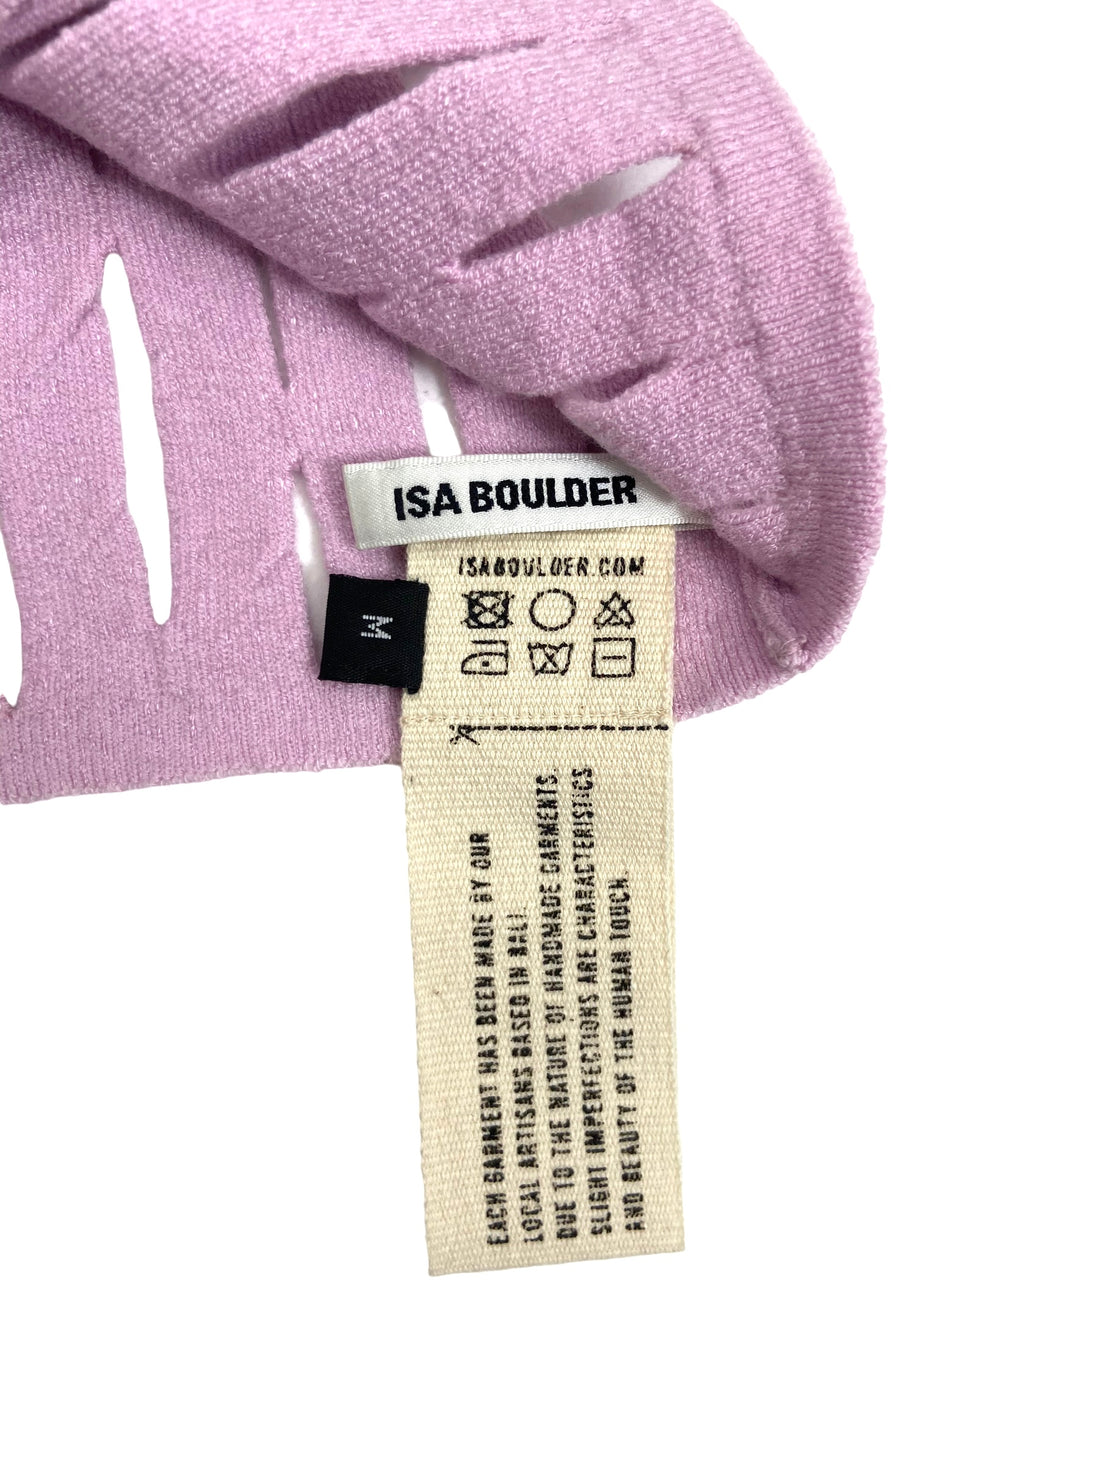 ISA BOULDER
ISABOULDER.COM
M
EACH GARMENT HAS BEEN MADE BY OUR
LOCAL ARTISANS BASED IN BALI.
DUE TO THE NATURE OF HANDMADE GARMENTS,
SLIGHT IMPERFECTIONS ARE CHARACTERISTICS
AND BEAUTY OF THE HUMAN TOUCH.